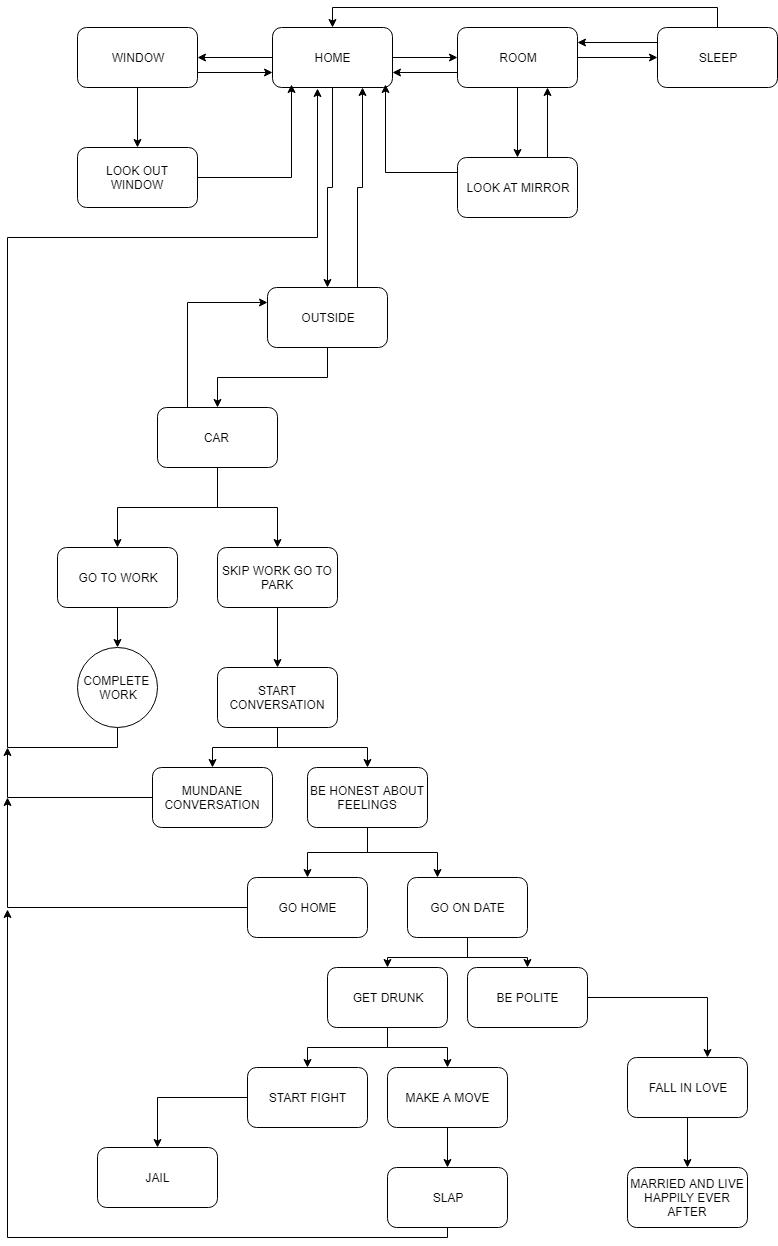 WINDOW
HOME
ROOM
SLEEP
LOOK OUT
WINDOW
LOOK AT MIRROR
OUTSIDE
CAR
GO TO WORK
SKIP WORK GO TO
PARK
COMPLETE
WORK
START
CONVERSATION
MUNDANE
CONVERSATION
BE HONEST ABOUT
FEELINGS
GO HOME
GO ON DATE
GET DRUNK
BE POLITE
START FIGHT
MAKE A MOVE
FALL IN LOVE
JAIL
SLAP
MARRIED AND LIVE
HAPPILY EVER
AFTER